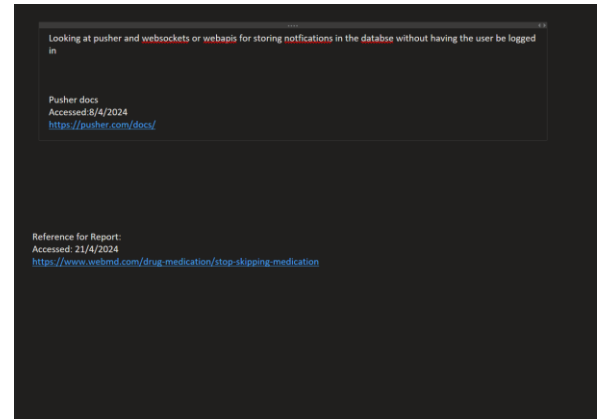 Looking at pusher and websockets or webapis for storing notfications in the databse without having the user be logged
in
Pusher docs
Accessed:8/4/2024
https://pusher.com/docs/
Reference for Report:
Accessed: 21/4/2024
https://www.webmd.com/drug-medication/stop-skipping-medication